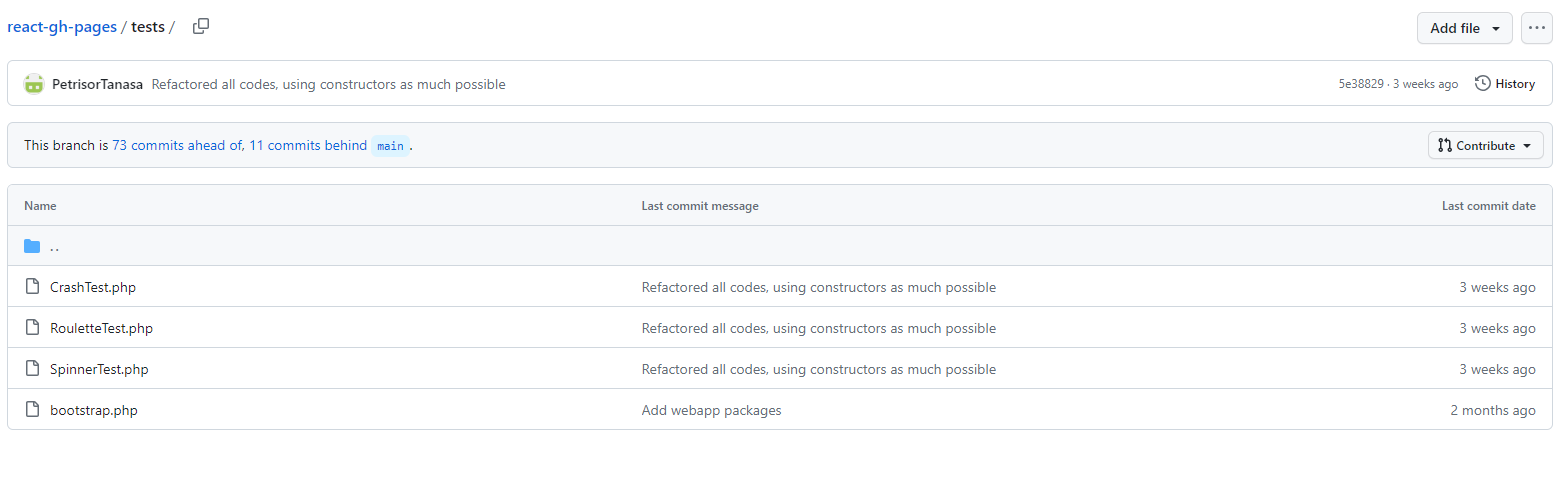 react-gh-pages / tests /
Add file
PetrisorTanasa Refactored all codes, using constructors as much possible
5e38829 · 3 weeks ago
History
This branch is 73 commits ahead of, 11 commits behind main.
Contribute
Name Last commit message Last commit date
..
CrashTest.php Refactored all codes, using constructors as much possible 3 weeks ago
RouletteTest.php Refactored all codes, using constructors as much possible 3 weeks ago
SpinnerTest.php Refactored all codes, using constructors as much possible 3 weeks ago
bootstrap.php Add webapp packages 2 months ago